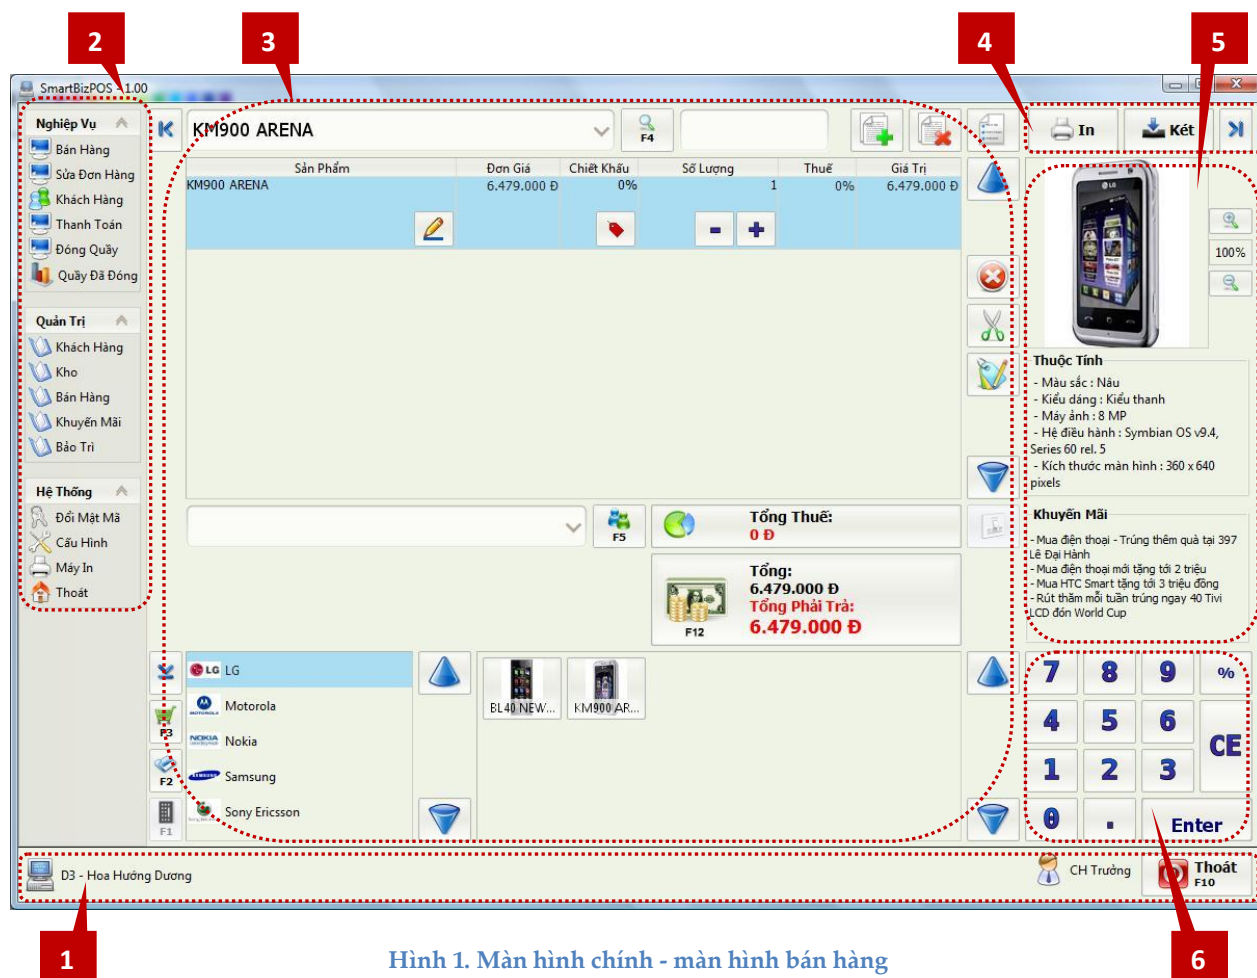 2
3
4
5
SmartBizPOS - 1.00
Nghiệp Vụ
Bán Hàng
Sửa Đơn Hàng
Khách Hàng
Thanh Toán
Đóng Quầy
Quầy Đã Đóng
Quản Trị
Khách Hàng
Kho
Bán Hàng
Khuyến Mãi
Bảo Trì
Hệ Thống
Đổi Mật Mã
Cấu Hình
Máy In
Thoát
KM900 ARENA
F4
In
Két
Sản Phẩm Đơn Giá Chiết Khấu Số Lượng Thuế Giá Trị
KM900 ARENA 6.479.000 Đ 0% 1 0% 6.479.000 Đ
LG
100%
Thuộc Tính
- Màu sắc : Nâu
- Kiểu dáng : Kiểu
thanh
- Máy ảnh : 8 MP
- Hệ điều hành : Symbian OS v9.4,
Series 60 rel. 5
- Kích thước màn hình : 360 x 640
pixels
Khuyến Mãi
- Mua điện thoại - Trúng thêm quà tại 397
Lê Đại Hành
- Mua điện thoại mới tặng tới 2 triệu
- Mua HTC Smart tặng tới 3 triệu đồng
- Rút thăm mỗi tuần trúng ngay 40 Tivi
LCD đón World Cup
F5
Tổng Thuế:
0 Đ
F12
Tổng:
6.479.000 Đ
Tổng Phải Trả:
6.479.000 Đ
F3
F2
F1
LG LG
MOTOROLA Motorola
NOKIA Nokia
SAMSUNG Samsung
Sony Ericsson
BL40 NEW...
KM900 AR...
7 8 9 %
4 5 6 CE
1 2 3
0 . Enter
D3 - Hoa Hướng Dương
CH Trưởng
Thoát
F10
1
6
Hình 1. Màn hình chính - màn hình bán hàng